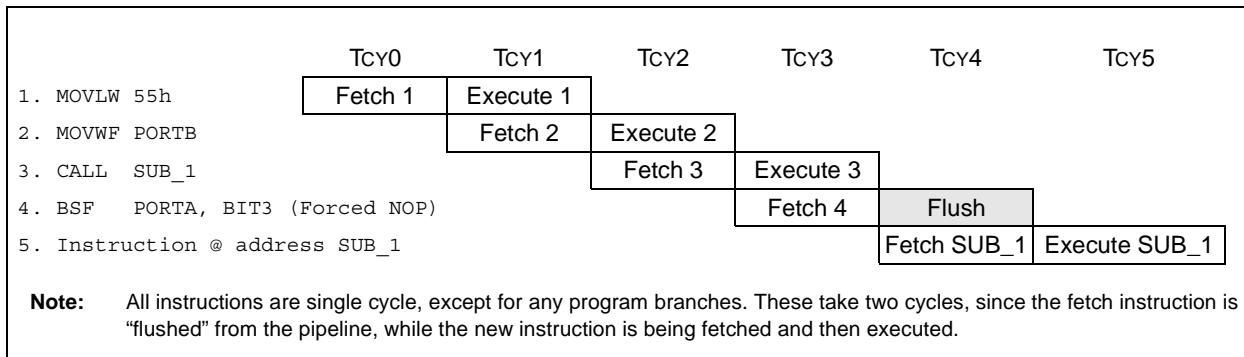 TCY0 TCY1 TCY2 TCY3 TCY4 TCY5
1. MOVLW 55h Fetch 1 Execute 1
2. MOVWF PORTB Fetch 2 Execute 2
3. CALL SUB_1 Fetch 3 Execute 3
4. BSF PORTA, BIT3 (Forced NOP) Fetch 4 Flush
5. Instruction @ address SUB_1 Fetch SUB_1 Execute SUB_1
Note: All instructions are single cycle, except for any program branches. These take two cycles, since the fetch instruction is
“flushed” from the pipeline, while the new instruction is being fetched and then executed.